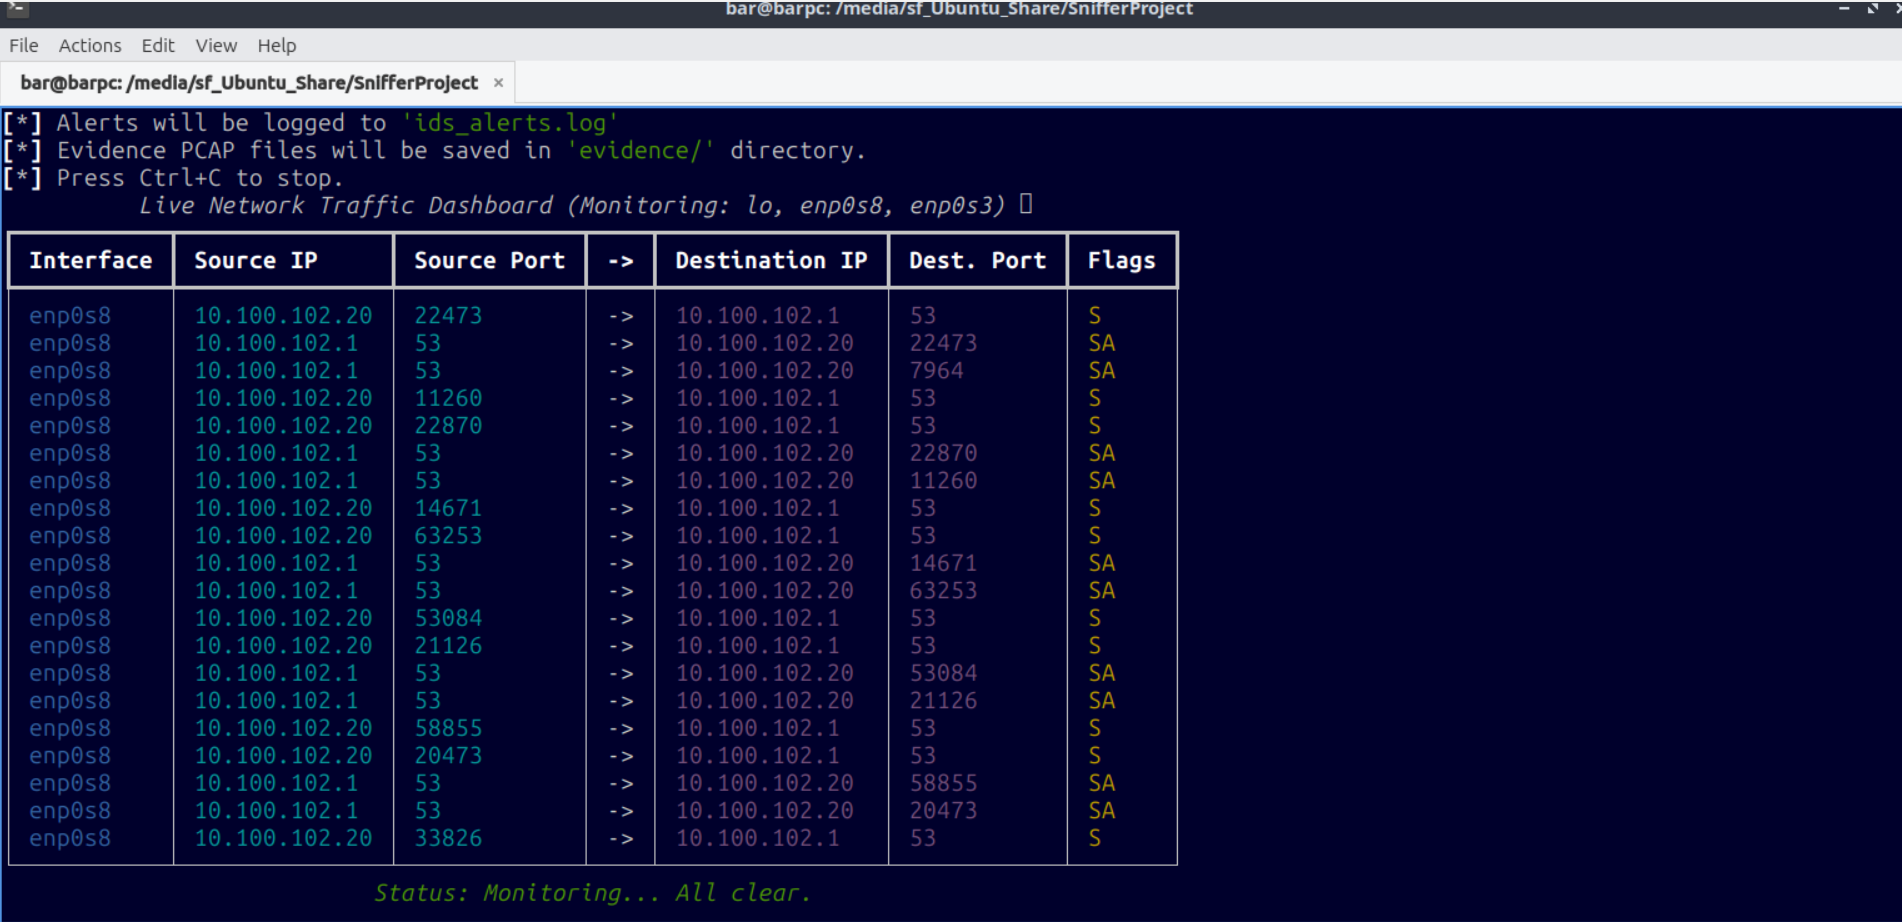 bar@barpc: /media/sf_Ubuntu_Share/SnifferProject
File Actions Edit View Help
bar@barpc: /media/sf_Ubuntu_Share/SnifferProject ×
[*] Alerts will be logged to 'ids_alerts.log'
[*] Evidence PCAP files will be saved in 'evidence/' directory.
[*] Press Ctrl+C to stop.
Live Network Traffic Dashboard (Monitoring: lo, enp0s8, enp0s3)
Interface Source IP Source Port -> Destination IP Dest. Port Flags
enp0s8 10.100.102.20 22473 -> 10.100.102.1 53 S
enp0s8 10.100.102.1 53 -> 10.100.102.20 22473 SA
enp0s8 10.100.102.1 53 -> 10.100.102.20 7964 SA
enp0s8 10.100.102.20 11260 -> 10.100.102.1 53 S
enp0s8 10.100.102.20 22870 -> 10.100.102.1 53 S
enp0s8 10.100.102.1 53 -> 10.100.102.20 22870 SA
enp0s8 10.100.102.1 53 -> 10.100.102.20 11260 SA
enp0s8 10.100.102.20 14671 -> 10.100.102.1 53 S
enp0s8 10.100.102.20 63253 -> 10.100.102.1 53 S
enp0s8 10.100.102.1 53 -> 10.100.102.20 14671 SA
enp0s8 10.100.102.1 53 -> 10.100.102.20 63253 SA
enp0s8 10.100.102.20 53084 -> 10.100.102.1 53 S
enp0s8 10.100.102.20 21126 -> 10.100.102.1 53 S
enp0s8 10.100.102.1 53 -> 10.100.102.20 53084 SA
enp0s8 10.100.102.1 53 -> 10.100.102.20 21126 SA
enp0s8 10.100.102.20 58855 -> 10.100.102.1 53 S
enp0s8 10.100.102.20 20473 -> 10.100.102.1 53 S
enp0s8 10.100.102.1 53 -> 10.100.102.20 58855 SA
enp0s8 10.100.102.1 53 -> 10.100.102.20 20473 SA
enp0s8 10.100.102.20 33826 -> 10.100.102.1 53 S
Status: Monitoring... All clear.